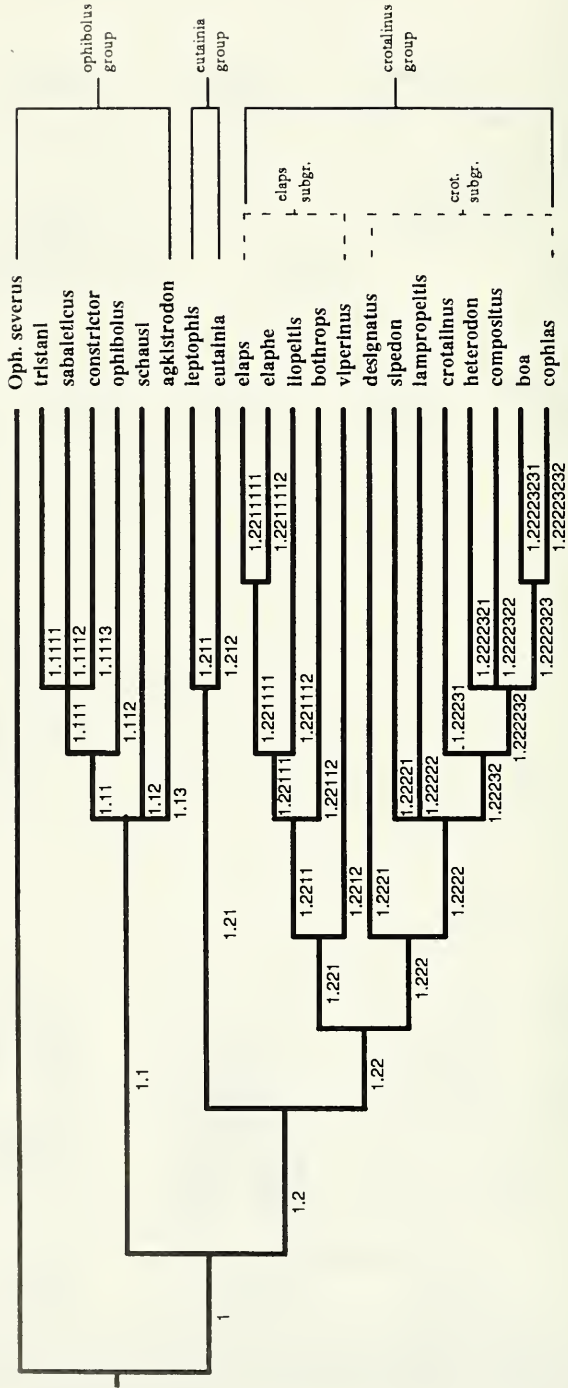 ophibolus
group
eutainia
group
crotalinus
group
elaps
subgr.
crot.
subgr.
Oph. severus
tristani
sabaleticus
constrictor
ophibolus
schausi
agkistrodon
leptophis
eutainia
elaps
elaphe
liopeltis
bothrops
viperinus
designatus
sipedon
lampropeltis
crotalinus
heterodon
compositus
boa
cophias
1.1111
1.1112
1.1113
1.111
1.112
1.11
1.12
1.13
1.1
1
1.211
1.212
1.21
1.2
1.22
1.2211111
1.2211112
1.221111
1.221112
1.22111
1.22112
1.2211
1.2212
1.221
1.222
1.2221
1.2222
1.22221
1.22222
1.22231
1.22232
1.222232
1.2222321
1.2222322
1.2222323
1.22223231
1.22223232